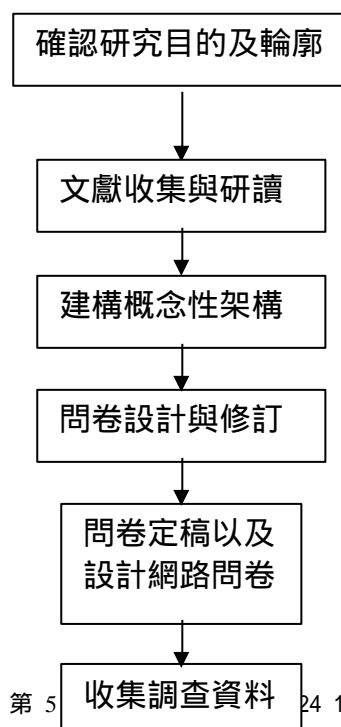 確認研究目的及輪廓
文獻收集與研讀
建構概念性架構
問卷設計與修訂
問卷定稿以及
設計網路問卷
收集調查資料
第 5
24 1